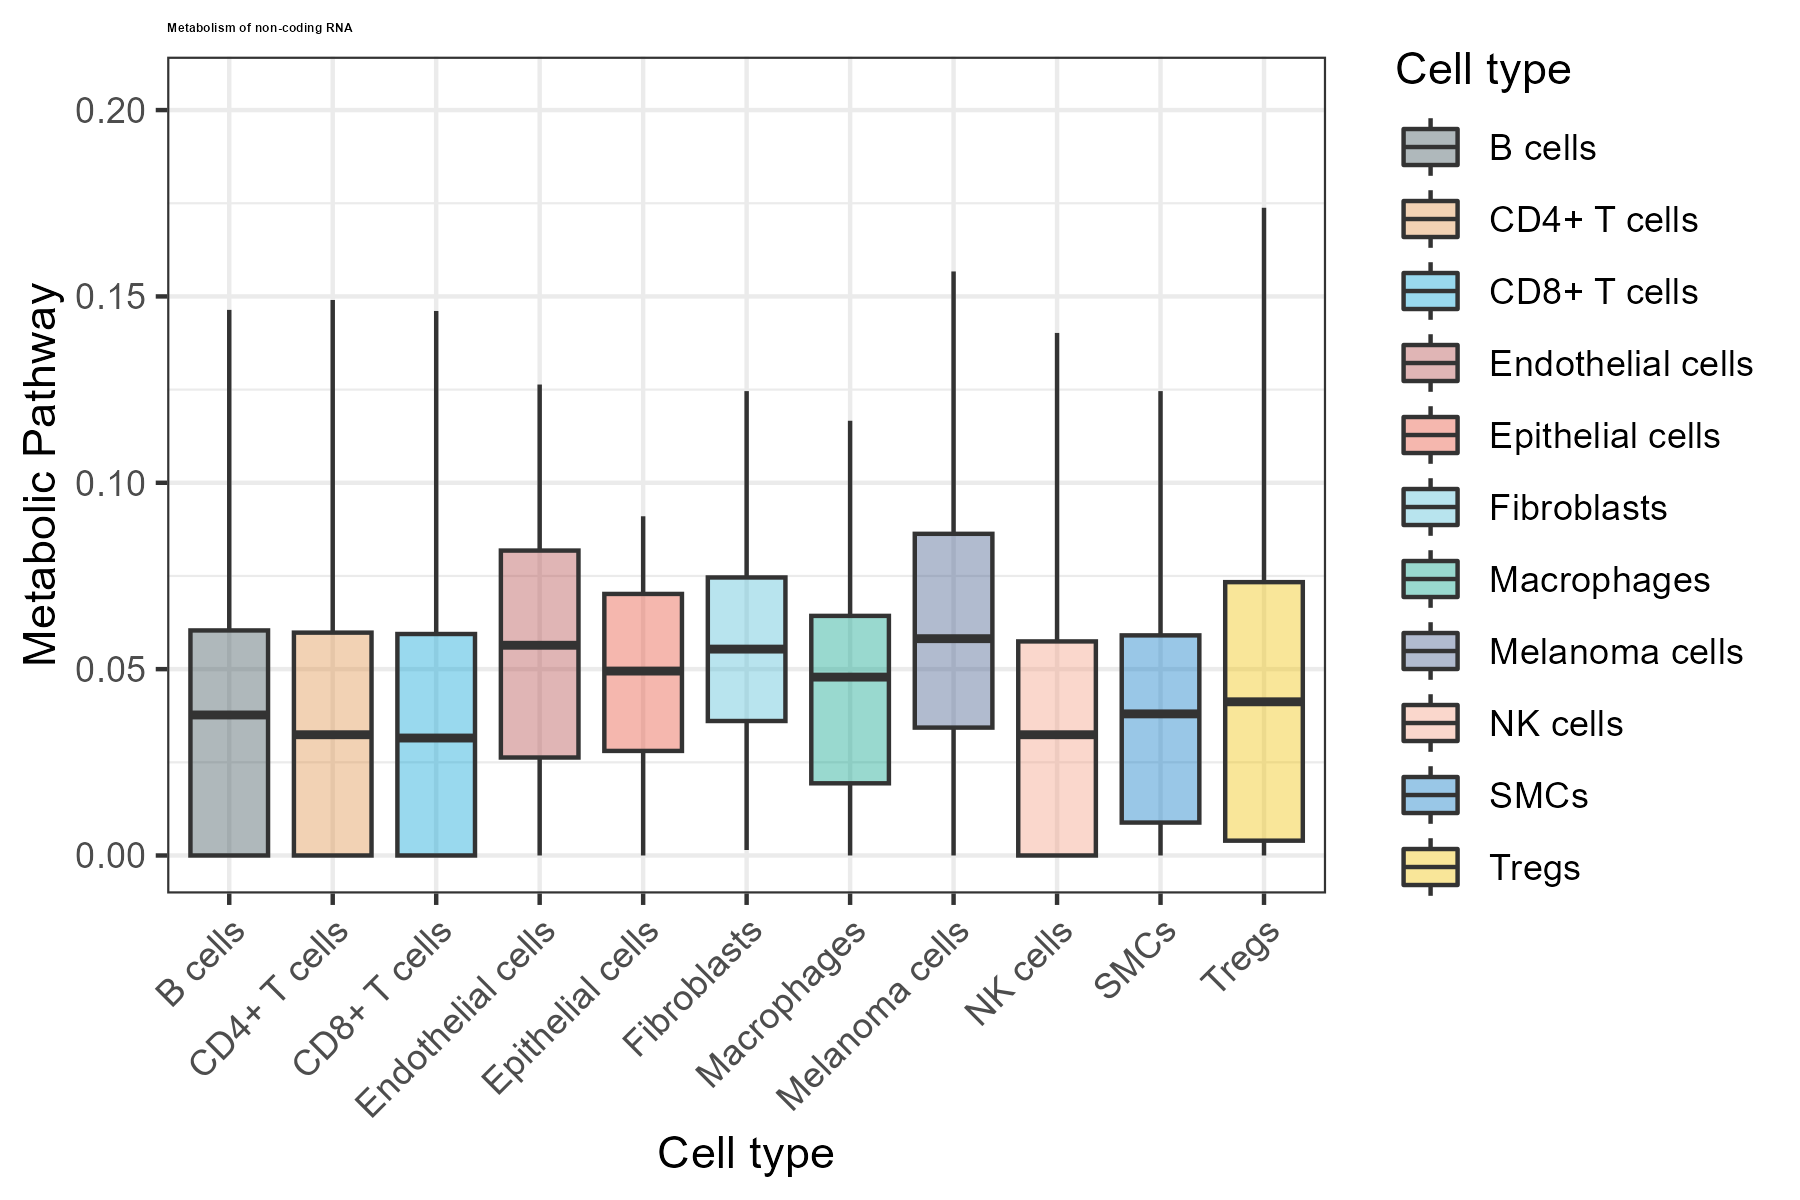 Metabolism of non-coding RNA
Metabolic Pathway
0.20
0.15
0.10
0.05
0.00
B cells
CD4+ T cells
CD8+ T cells
Endothelial cells
Epithelial cells
Fibroblasts
Macrophages
Melanoma cells
NK cells
SMCs
Tregs
Cell type
Cell type
B cells
CD4+ T cells
CD8+ T cells
Endothelial cells
Epithelial cells
Fibroblasts
Macrophages
Melanoma cells
NK cells
SMCs
Tregs